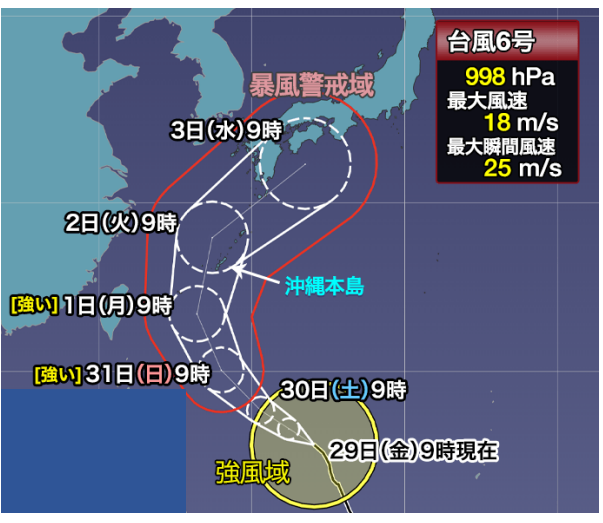 台風6号
998 hPa
最大風速
18 m/s
最大瞬間風速
25 m/s
暴風警戒域
3日(水)9時
2日(火)9時
沖縄本島
[強い]1日(月)9時
[強い]31日(日)9時
30日(土)9時
29日(金)9時現在
強風域